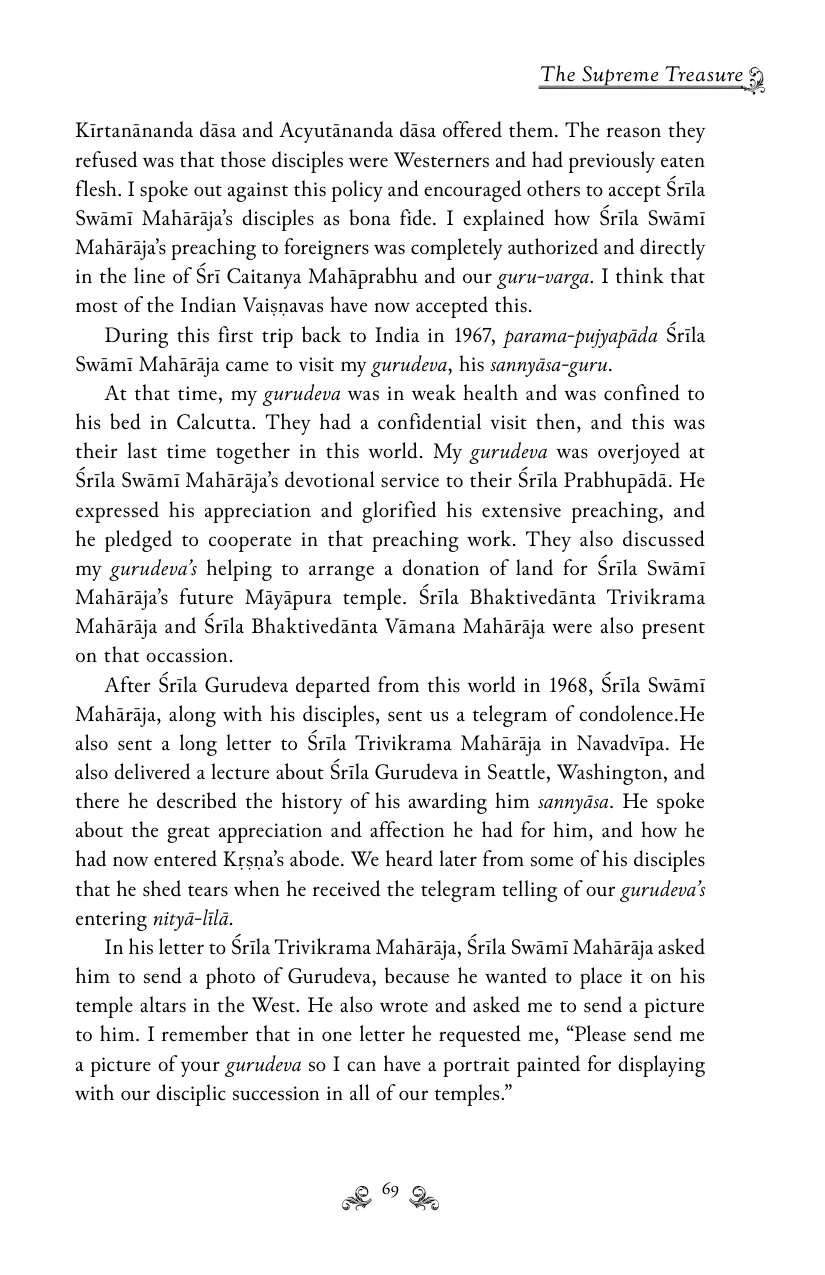 The Supreme Treasure
Kīrtanānanda dāsa and Acyutānanda dāsa offered them. The reason they
refused was that those disciples were Westerners and had previously eaten
flesh. I spoke out against this policy and encouraged others to accept Śrīla
Swāmī Mahārāja’s disciples as bona fide. I explained how Śrīla Swāmī
Mahārāja’s preaching to foreigners was completely authorized and directly
in the line of Śrī Caitanya Mahāprabhu and our guru-varga. I think that
most of the Indian Vaiṣṇavas have now accepted this.
During this first trip back to India in 1967, parama-pujyapāda Śrīla
Swāmī Mahārāja came to visit my gurudeva, his sannyāsa-guru.
At that time, my gurudeva was in weak health and was confined to
his bed in Calcutta. They had a confidential visit then, and this was
their last time together in this world. My gurudeva was overjoyed at
Śrīla Swāmī Mahārāja’s devotional service to their Śrīla Prabhupādā. He
expressed his appreciation and glorified his extensive preaching, and
he pledged to cooperate in that preaching work. They also discussed
my gurudeva’s helping to arrange a donation of land for Śrīla Swāmī
Mahārāja’s future Māyāpura temple. Śrīla Bhaktivedānta Trivikrama
Mahārāja and Śrīla Bhaktivedānta Vāmana Mahārāja were also present
on that occassion.
After Śrīla Gurudeva departed from this world in 1968, Śrīla Swāmī
Mahārāja, along with his disciples, sent us a telegram of condolence.He
also sent a long letter to Śrīla Trivikrama Mahārāja in Navadvīpa. He
also delivered a lecture about Śrīla Gurudeva in Seattle, Washington, and
there he described the history of his awarding him sannyāsa. He spoke
about the great appreciation and affection he had for him, and how he
had now entered Kṛṣṇa’s abode. We heard later from some of his disciples
that he shed tears when he received the telegram telling of our gurudeva’s
entering nityā-līlā.
In his letter to Śrīla Trivikrama Mahārāja, Śrīla Swāmī Mahārāja asked
him to send a photo of Gurudeva, because he wanted to place it on his
temple altars in the West. He also wrote and asked me to send a picture
to him. I remember that in one letter he requested me, “Please send me
a picture of your gurudeva so I can have a portrait painted for displaying
with our disciplic succession in all of our temples.”
69